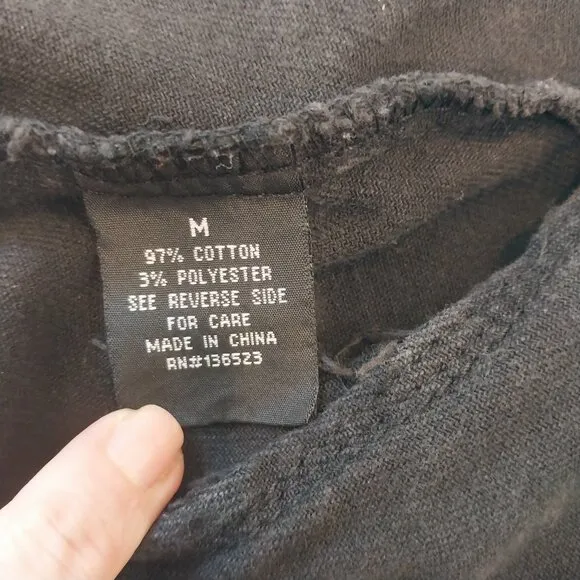 M
97% COTTON
3% POLYESTER
SEE REVERSE SIDE
FOR CARE
MADE IN CHINA
RN#136523